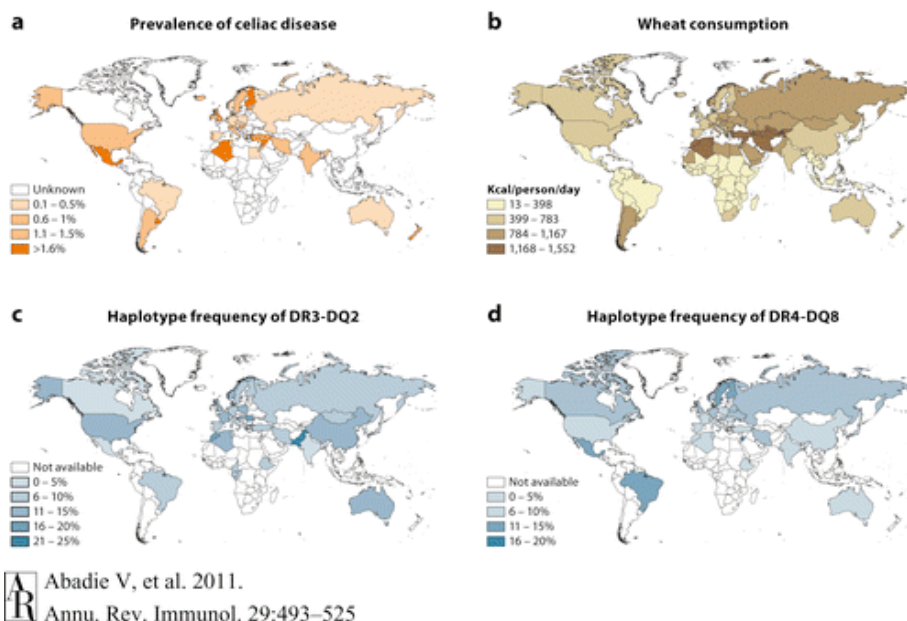 a Prevalence of celiac disease
Unknown
0.1 – 0.5%
0.6 – 1%
1.1 – 1.5%
>1.6%
b Wheat consumption
Kcal/person/day
13 – 398
399 – 783
784 – 1,167
1,168 – 1,552
c Haplotype frequency of DR3-DQ2
Not available
0 – 5%
6 – 10%
11 – 15%
16 – 20%
21 – 25%
d Haplotype frequency of DR4-DQ8
Not available
0 – 5%
6 – 10%
11 – 15%
16 – 20%
AR Abadie V, et al. 2011.
Annu. Rev. Immunol. 29:493–525